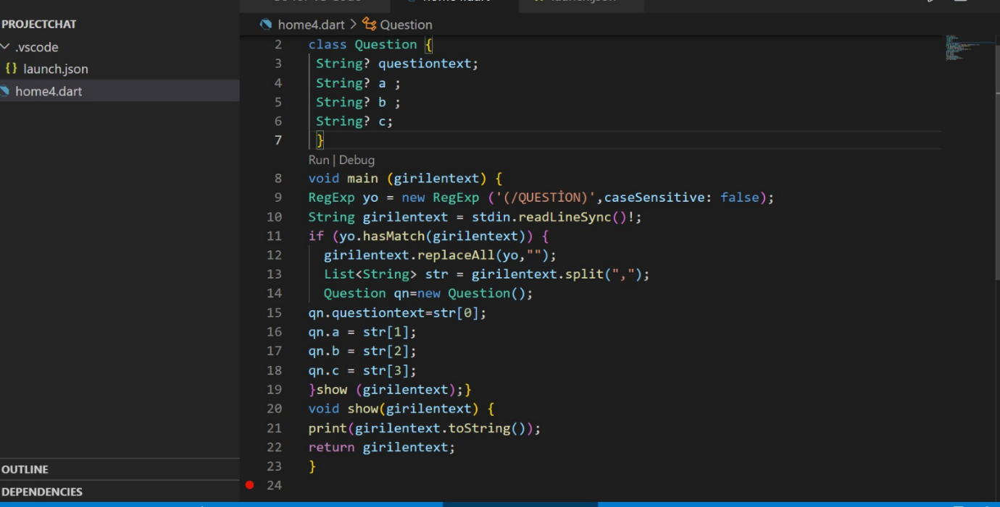 PROJECTCHAT
.vscode
{} launch.json
home4.dart
OUTLINE
DEPENDENCIES
home4.dart > Question
2 class Question {
3 String? questiontext;
4 String? a ;
5 String? b ;
6 String? c;
7 }
Run | Debug
8 void main (girilentext) {
9 RegExp yo = new RegExp ('(/QUESTİON)',caseSensitive: false);
10 String girilentext = stdin.readLineSync()!;
11 if (yo.hasMatch(girilentext)) {
12 girilentext.replaceAll(yo,"");
13 List<String> str = girilentext.split(",");
14 Question qn=new Question();
15 qn.questiontext=str[0];
16 qn.a = str[1];
17 qn.b = str[2];
18 qn.c = str[3];
19 }show (girilentext);}
20 void show(girilentext) {
21 print(girilentext.toString());
22 return girilentext;
23 }
24